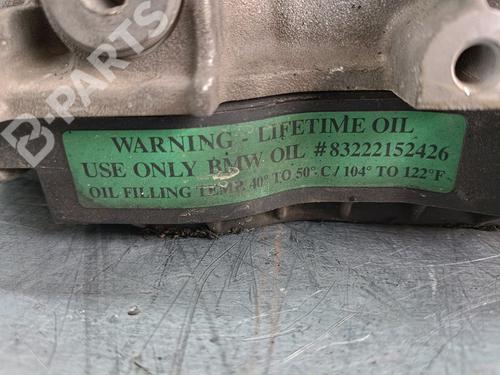 B-PARTS
WARNING - LIFETIME OIL
USE ONLY BMW OIL #83222152426
OIL FILLING TEMP. 40° TO 50° C / 104° TO 122°F